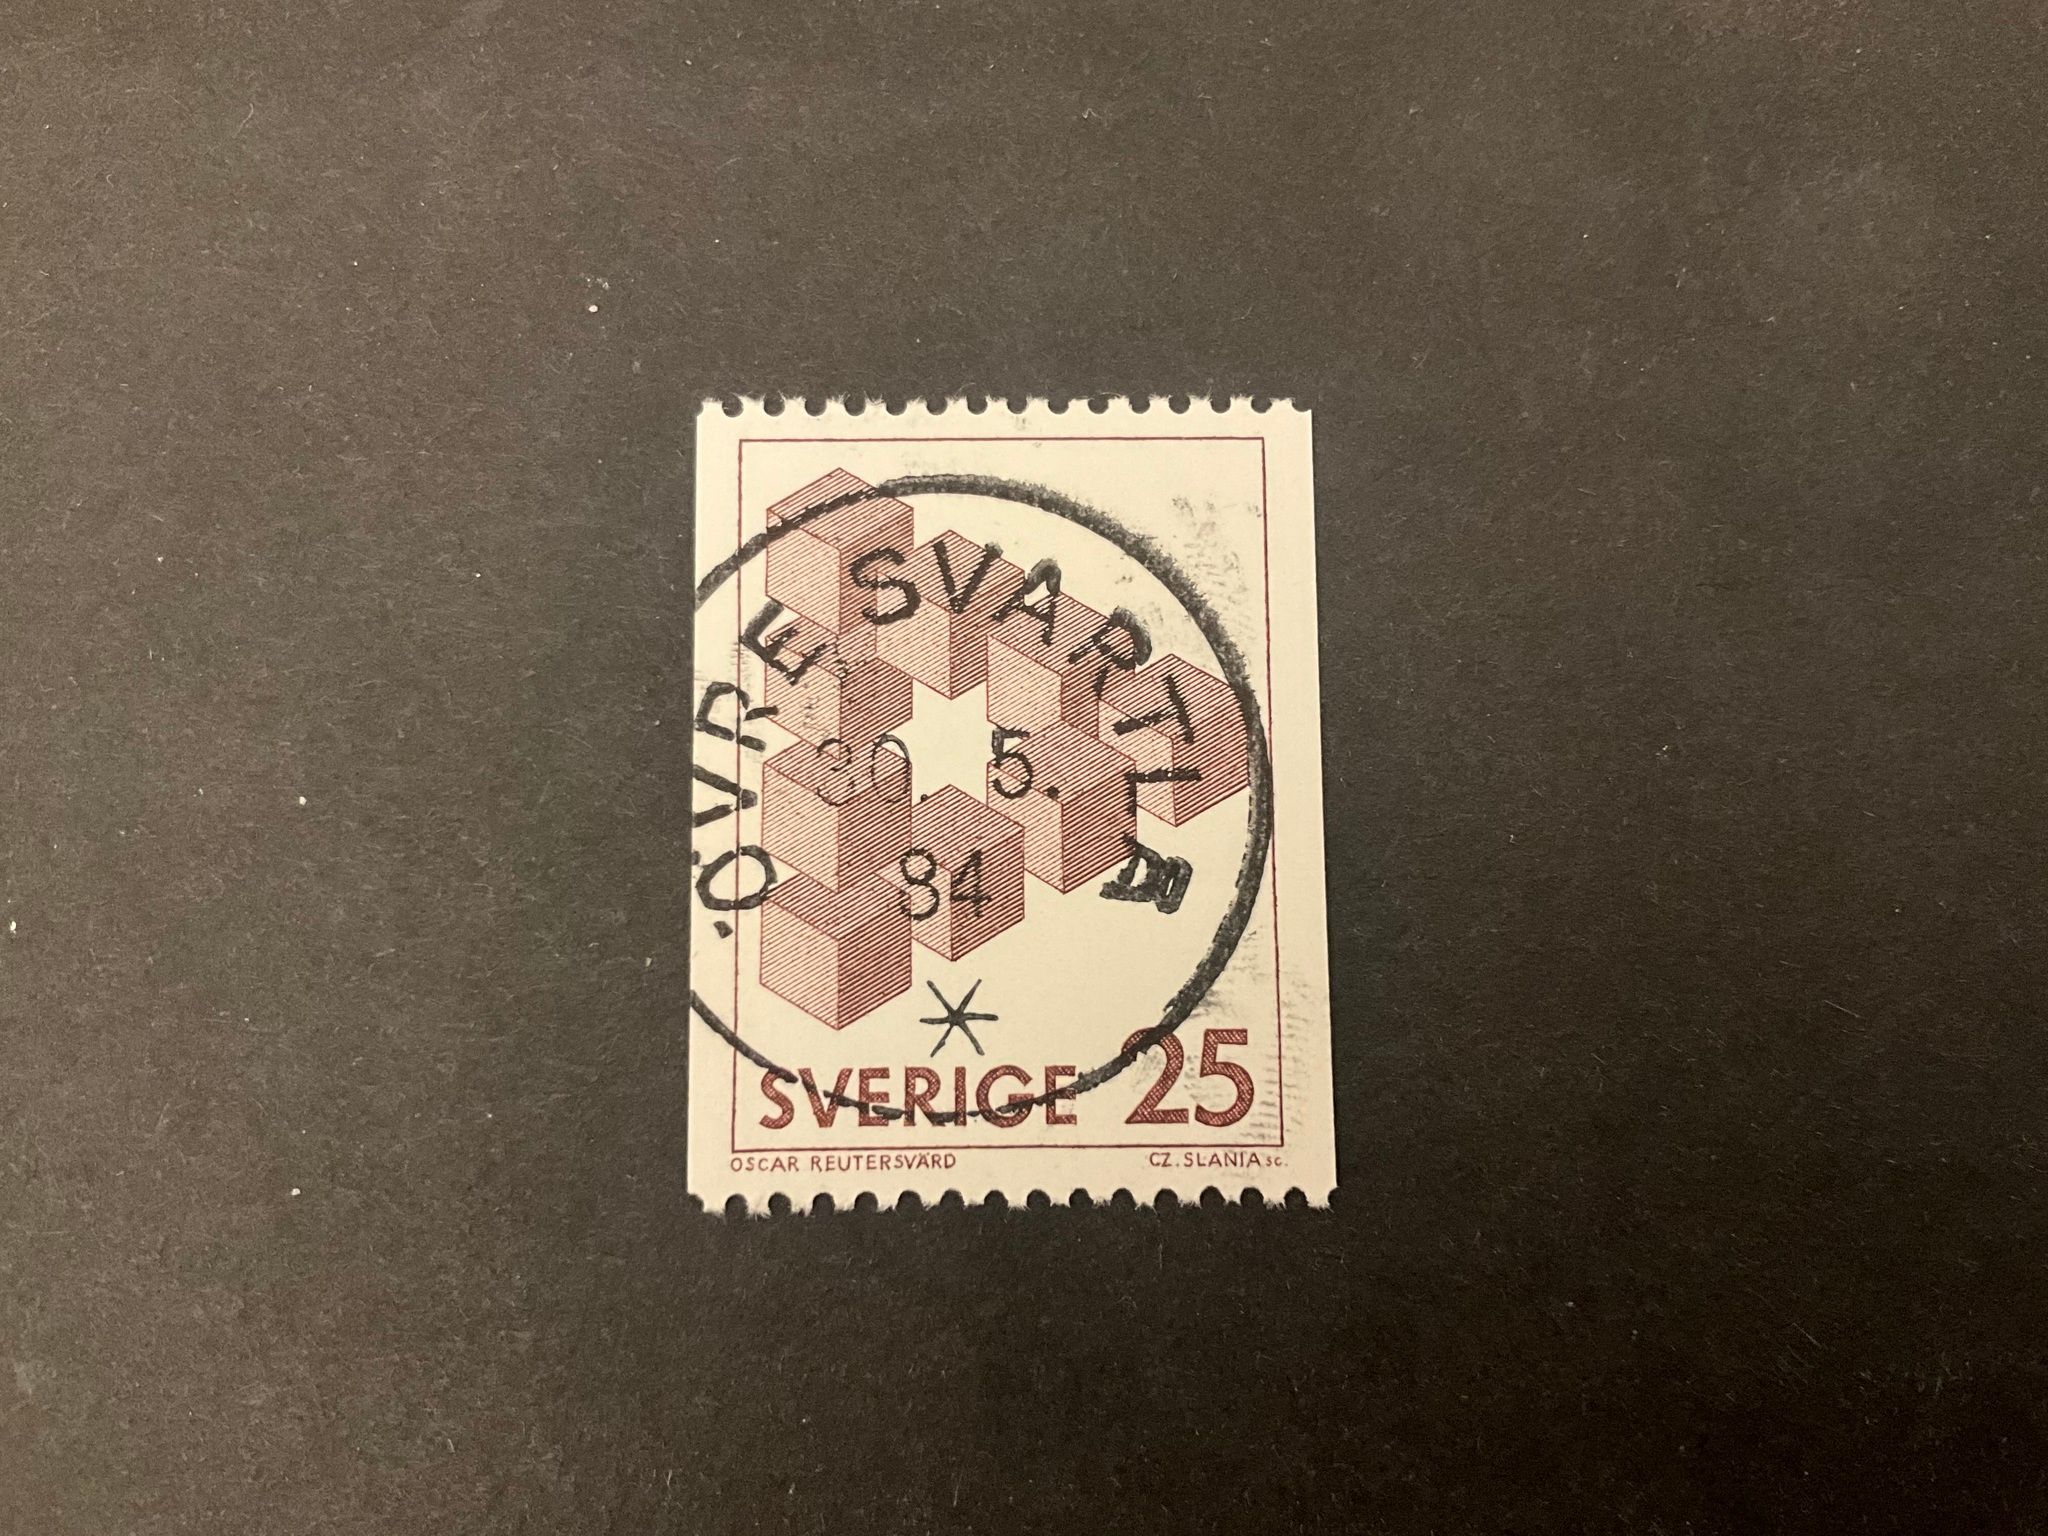 ÖVRE SVARTLÅ
30. 5.
84
SVERIGE 25
OSCAR REUTERSVÄRD CZ. SLANIA sc.